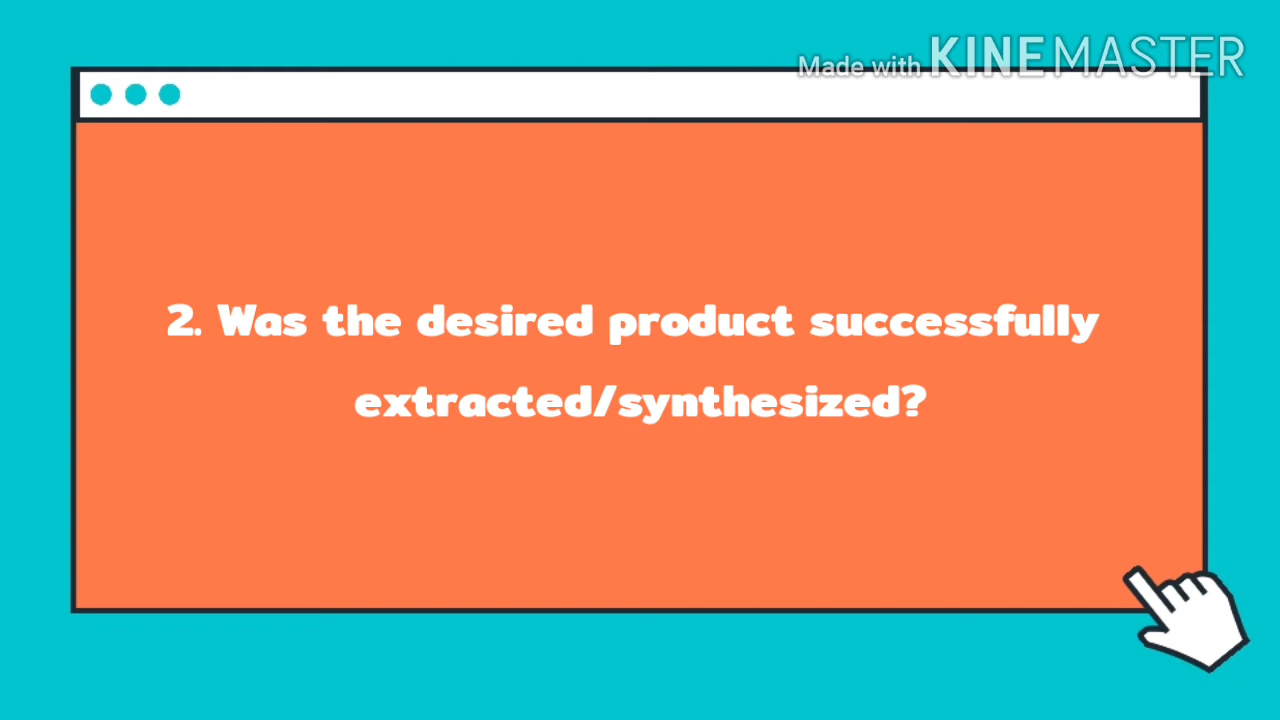 Made with KINEMASTER
2. Was the desired product successfully
extracted/synthesized?